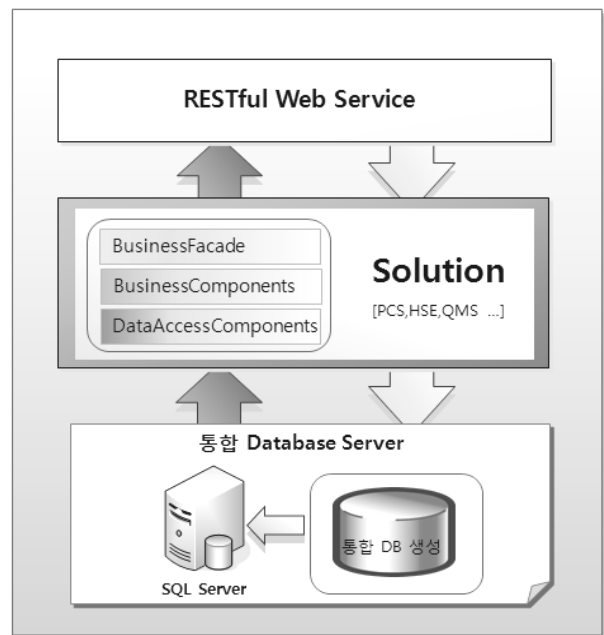 RESTful Web Service
BusinessFacade
BusinessComponents
DataAccessComponents
Solution
[PCS,HSE,QMS ...]
통합 Database Server
통합 DB 생성
SQL Server